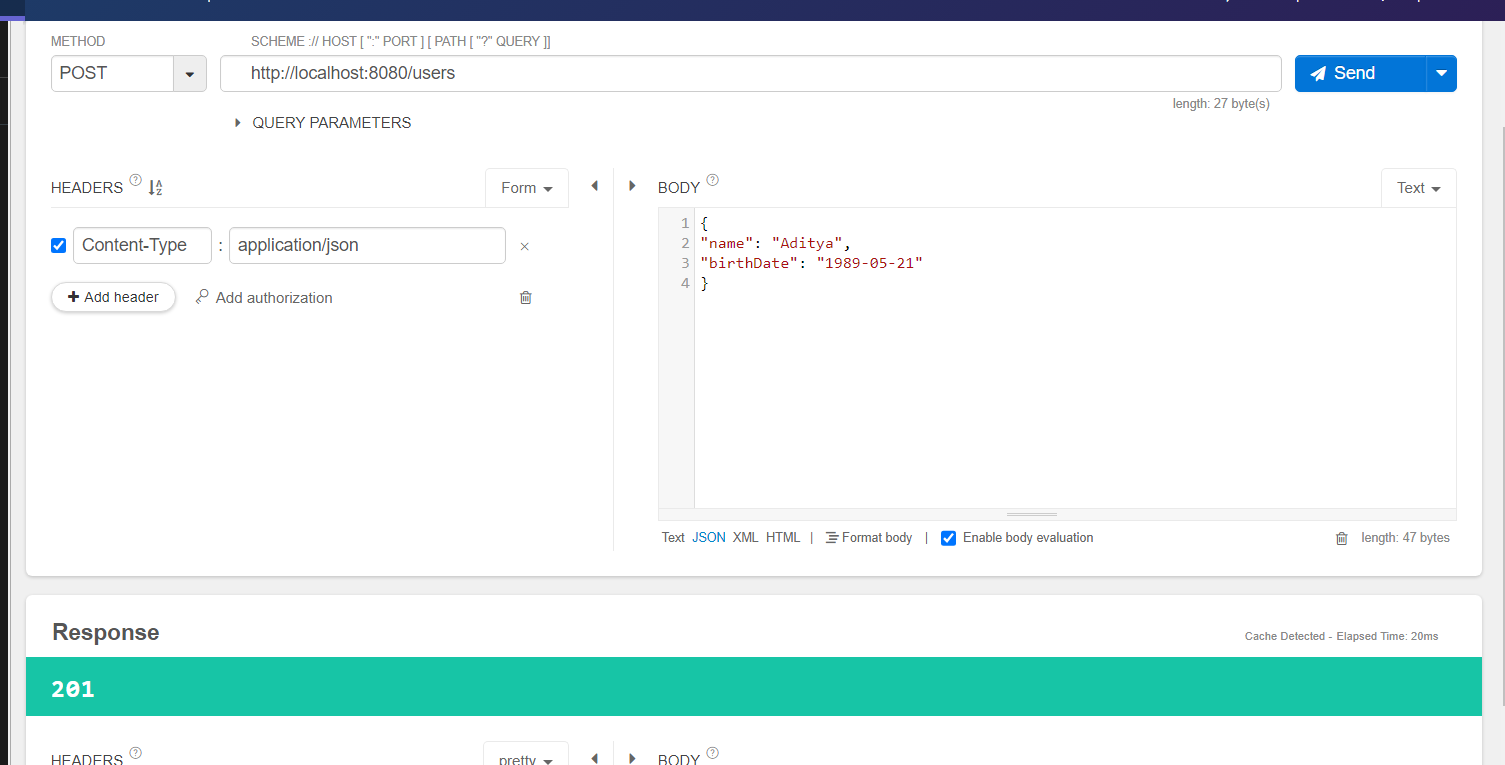 METHOD
SCHEME :// HOST [ ":" PORT ] [ PATH [ "?" QUERY ]]
POST
http://localhost:8080/users
Send
length: 27 byte(s)
QUERY PARAMETERS
HEADERS ? A Z
Form
BODY ?
Text
Content-Type : application/json ×
+ Add header
Add authorization
1 {
2 "name": "Aditya",
3 "birthDate": "1989-05-21"
4 }
Text JSON XML HTML | Format body | Enable body evaluation
length: 47 bytes
Response
Cache Detected - Elapsed Time: 20ms
201
HEADERS ?
pretty
BODY ?